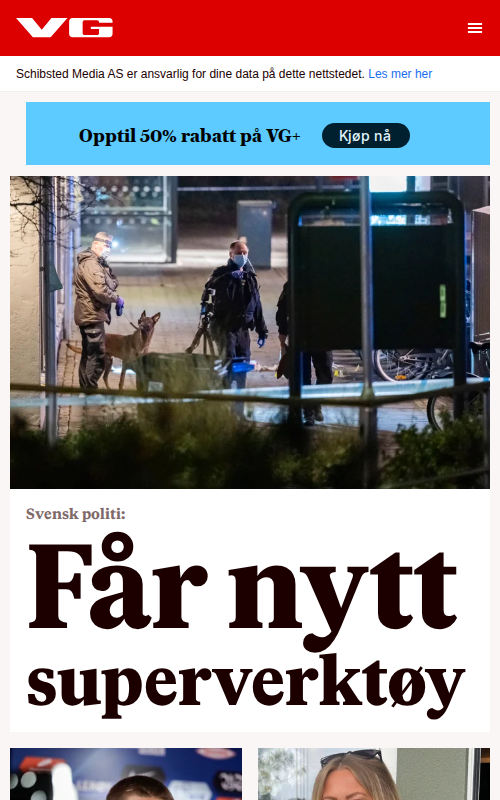 VG
Schibsted Media AS er ansvarlig for dine data på dette nettstedet. Les mer her
Opptil 50% rabatt på VG+ Kjøp nå
Svensk politi:
Får nytt
superverktøy